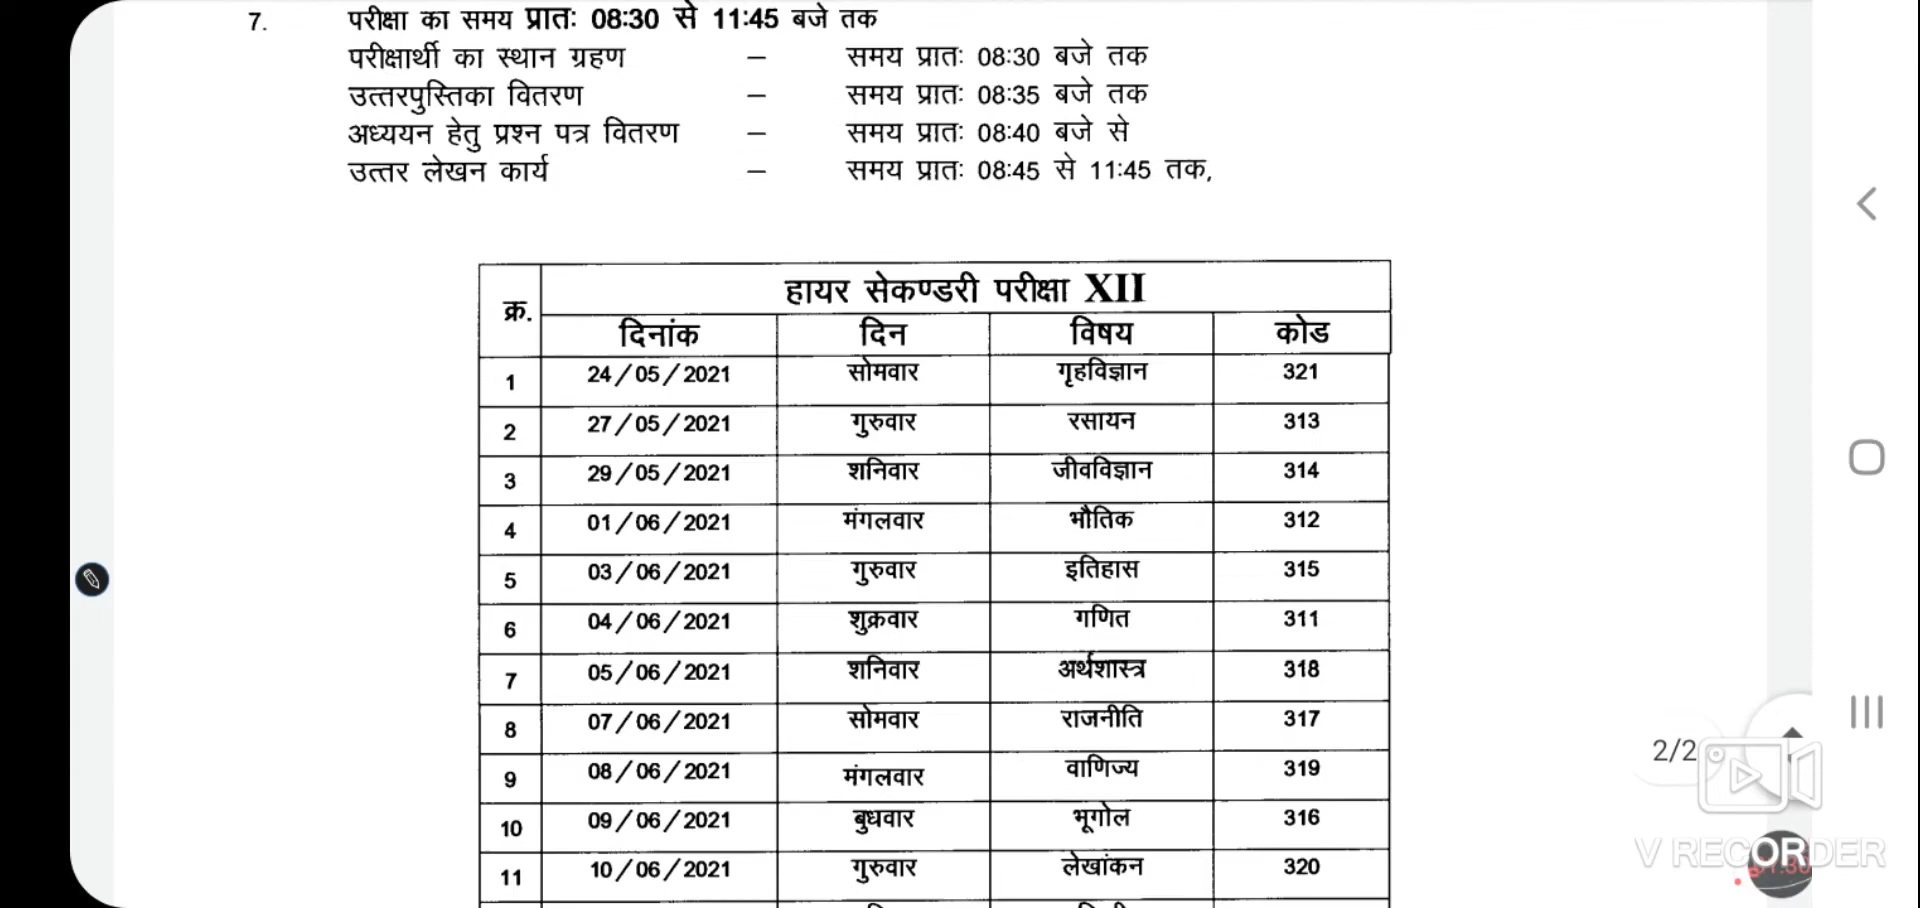 7. परीक्षा का समय प्रातः 08:30 से 11:45 बजे तक
परीक्षार्थी का स्थान ग्रहण – समय प्रातः 08:30 बजे तक
उत्तरपुस्तिका वितरण – समय प्रातः 08:35 बजे तक
अध्ययन हेतु प्रश्न पत्र वितरण – समय प्रातः 08:40 बजे से
उत्तर लेखन कार्य – समय प्रातः 08:45 से 11:45 तक,
क्र. हायर सेकण्डरी परीक्षा XII
दिनांक दिन विषय कोड
1 24/05/2021 सोमवार गृहविज्ञान 321
2 27/05/2021 गुरुवार रसायन 313
3 29/05/2021 शनिवार जीवविज्ञान 314
4 01/06/2021 मंगलवार भौतिक 312
5 03/06/2021 गुरुवार इतिहास 315
6 04/06/2021 शुक्रवार गणित 311
7 05/06/2021 शनिवार अर्थशास्त्र 318
8 07/06/2021 सोमवार राजनीति 317
9 08/06/2021 मंगलवार वाणिज्य 319
10 09/06/2021 बुधवार भूगोल 316
11 10/06/2021 गुरुवार लेखांकन 320
2/2
V RECORDER